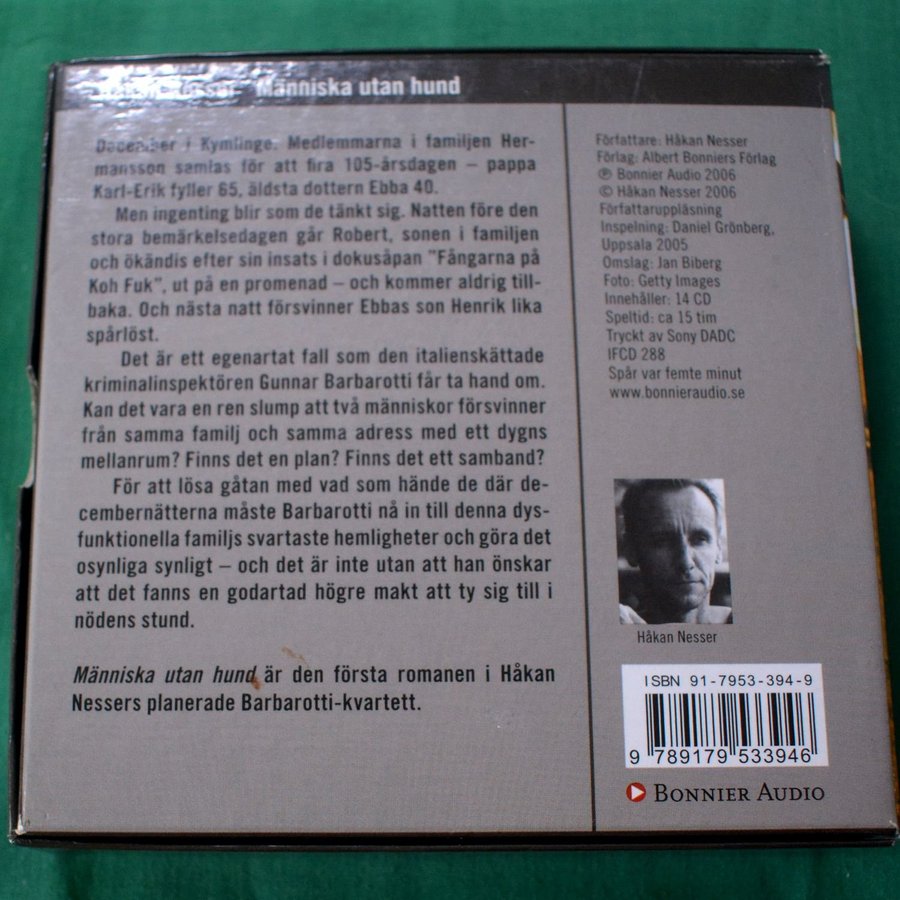 Håkan Nesser Människa utan hund
December i Kymlinge. Medlemmarna i familjen Her-
mansson samlas för att fira 105-årsdagen – pappa
Karl-Erik fyller 65, äldsta dottern Ebba 40.
Men ingenting blir som de tänkt sig. Natten före den
stora bemärkelsedagen går Robert, sonen i familjen
och ökändis efter sin insats i dokusåpan "Fångarna på
Koh Fuk", ut på en promenad – och kommer aldrig till-
baka. Och nästa natt försvinner Ebbas son Henrik lika
spårlöst.
Det är ett egenartat fall som den italienskättade
kriminalinspektören Gunnar Barbarotti får ta hand om.
Kan det vara en ren slump att två människor försvinner
från samma familj och samma adress med ett dygns
mellanrum? Finns det en plan? Finns det ett samband?
För att lösa gåtan med vad som hände de där de-
cembernätterna måste Barbarotti nå in till denna dys-
funktionella familjs svartaste hemligheter och göra det
osynliga synligt – och det är inte utan att han önskar
att det fanns en godartad högre makt att ty sig till i
nödens stund.
Människa utan hund är den första romanen i Håkan
Nessers planerade Barbarotti-kvartett.
Författare: Håkan Nesser
Förlag: Albert Bonniers Förlag
℗ Bonnier Audio 2006
© Håkan Nesser 2006
Författaruppläsning
Inspelning: Daniel Grönberg,
Uppsala 2005
Omslag: Jan Biberg
Foto: Getty Images
Innehåller: 14 CD
Speltid: ca 15 tim
Tryckt av Sony DADC
IFCD 288
Spår var femte minut
www.bonnieraudio.se
Håkan Nesser
ISBN 91-7953-394-9
9 789179 533946
BONNIER AUDIO